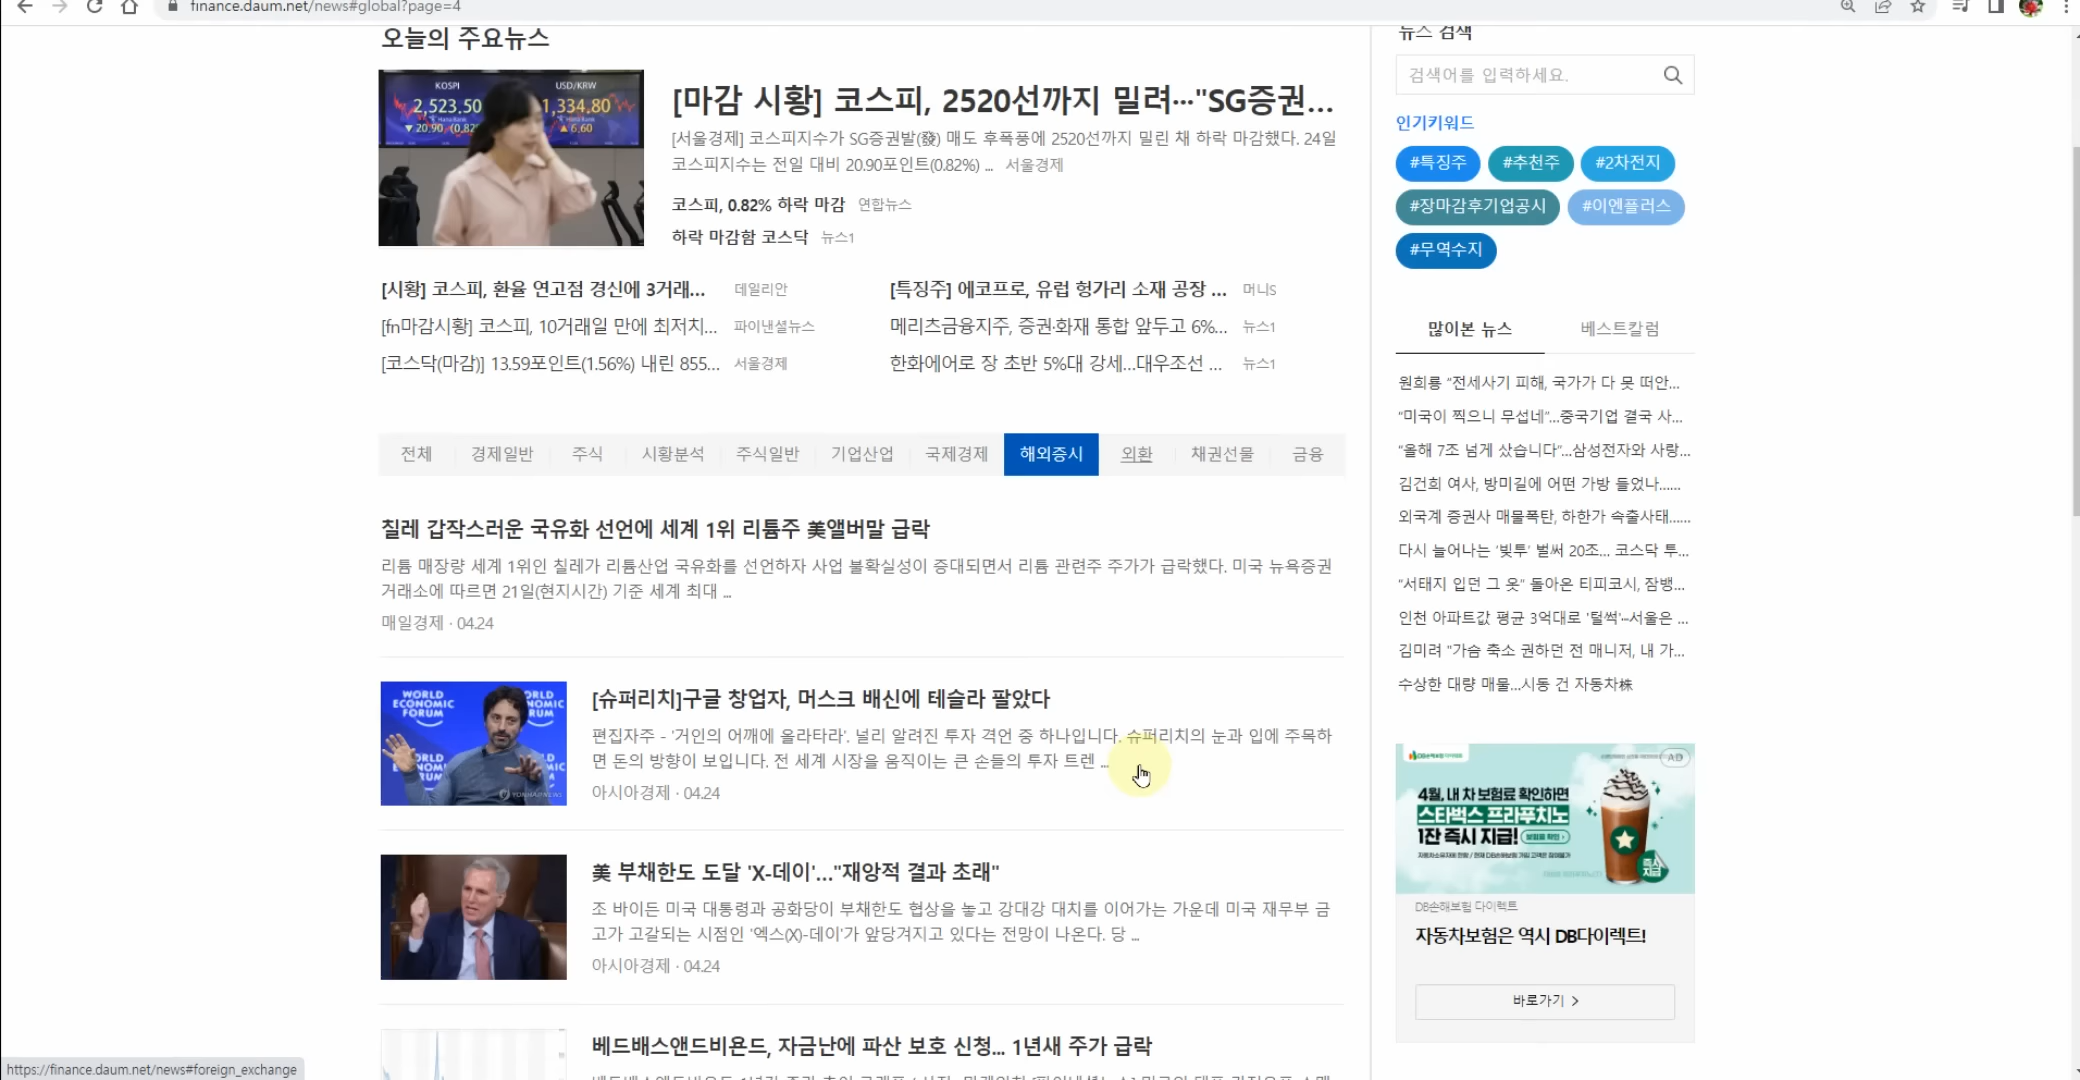 finance.daum.net/news#global?page=4
오늘의 주요뉴스
KOSPI
2,523.50
▼20.90
USD/KRW
1,334.80
▲6.60
[마감 시황] 코스피, 2520선까지 밀려…"SG증권...
[서울경제] 코스피지수가 SG증권발(發) 매도 후폭풍에 2520선까지 밀린 채 하락 마감했다. 24일
코스피지수는 전일 대비 20.90포인트(0.82%) ... 서울경제
코스피, 0.82% 하락 마감 연합뉴스
하락 마감함 코스닥 뉴스1
[시황] 코스피, 환율 연고점 경신에 3거래... 데일리안
[fn마감시황] 코스피, 10거래일 만에 최저치... 파이낸셜뉴스
[코스닥(마감)] 13.59포인트(1.56%) 내린 855... 서울경제
[특징주] 에코프로, 유럽 헝가리 소재 공장 ... 머니S
메리츠금융지주, 증권·화재 통합 앞두고 6%... 뉴스1
한화에어로 장 초반 5%대 강세...대우조선 ... 뉴스1
전체 경제일반 주식 시황분석 주식일반 기업산업 국제경제 해외증시 외환 채권선물 금융
칠레 갑작스러운 국유화 선언에 세계 1위 리튬주 美앨버말 급락
리튬 매장량 세계 1위인 칠레가 리튬산업 국유화를 선언하자 사업 불확실성이 증대되면서 리튬 관련주 주가가 급락했다. 미국 뉴욕증권
거래소에 따르면 21일(현지시간) 기준 세계 최대 ...
매일경제 · 04.24
WORLD
ECONOMIC
FORUM
[슈퍼리치]구글 창업자, 머스크 배신에 테슬라 팔았다
편집자주 - '거인의 어깨에 올라타라'. 널리 알려진 투자 격언 중 하나입니다. 슈퍼리치의 눈과 입에 주목하
면 돈의 방향이 보입니다. 전 세계 시장을 움직이는 큰 손들의 투자 트렌 ...
아시아경제 · 04.24
美 부채한도 도달 'X-데이'..."재앙적 결과 초래"
조 바이든 미국 대통령과 공화당이 부채한도 협상을 놓고 강대강 대치를 이어가는 가운데 미국 재무부 금
고가 고갈되는 시점인 '엑스(X)-데이'가 앞당겨지고 있다는 전망이 나온다. 당 ...
아시아경제 · 04.24
베드배스앤드비욘드, 자금난에 파산 보호 신청... 1년새 주가 급락
뉴스 검색
검색어를 입력하세요.
인기키워드
#특징주 #추천주 #2차전지
#장마감후기업공시 #이엔플러스
#무역수지
많이본 뉴스 베스트칼럼
원희룡 “전세사기 피해, 국가가 다 못 떠안...
“미국이 찍으니 무섭네”...중국기업 결국 사...
“올해 7조 넘게 샀습니다”...삼성전자와 사랑...
김건희 여사, 방미길에 어떤 가방 들었나......
외국계 증권사 매물폭탄, 하한가 속출사태......
다시 늘어나는 ‘빚투’ 벌써 20조... 코스닥 투...
“서태지 입던 그 옷” 돌아온 티피코시, 잠뱅...
인천 아파트값 평균 3억대로 '털썩'…서울은 ...
김미려 "가슴 축소 권하던 전 매니저, 내 가...
수상한 대량 매물...시동 건 자동차株
AD
4월, 내 차 보험료 확인하면
스타벅스 프라푸치노
1잔 즉시 지급!
DB손해보험 다이렉트
자동차보험은 역시 DB다이렉트!
바로가기 >
https://finance.daum.net/news#foreign_exchange